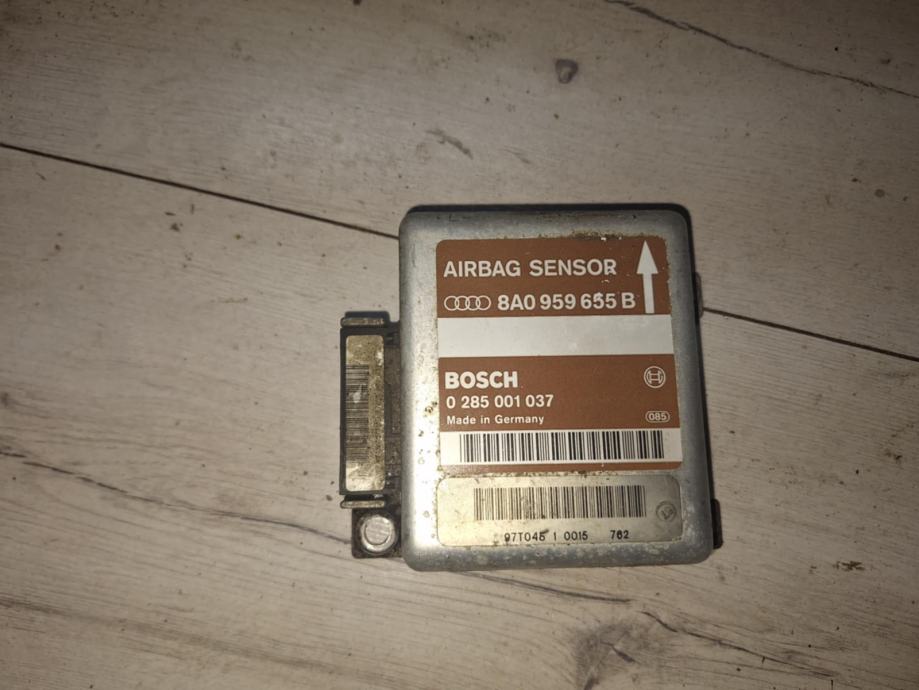 AIRBAG SENSOR
8A0 959 655 B
BOSCH
0 285 001 037
Made in Germany
085
97T045 1 0015 762